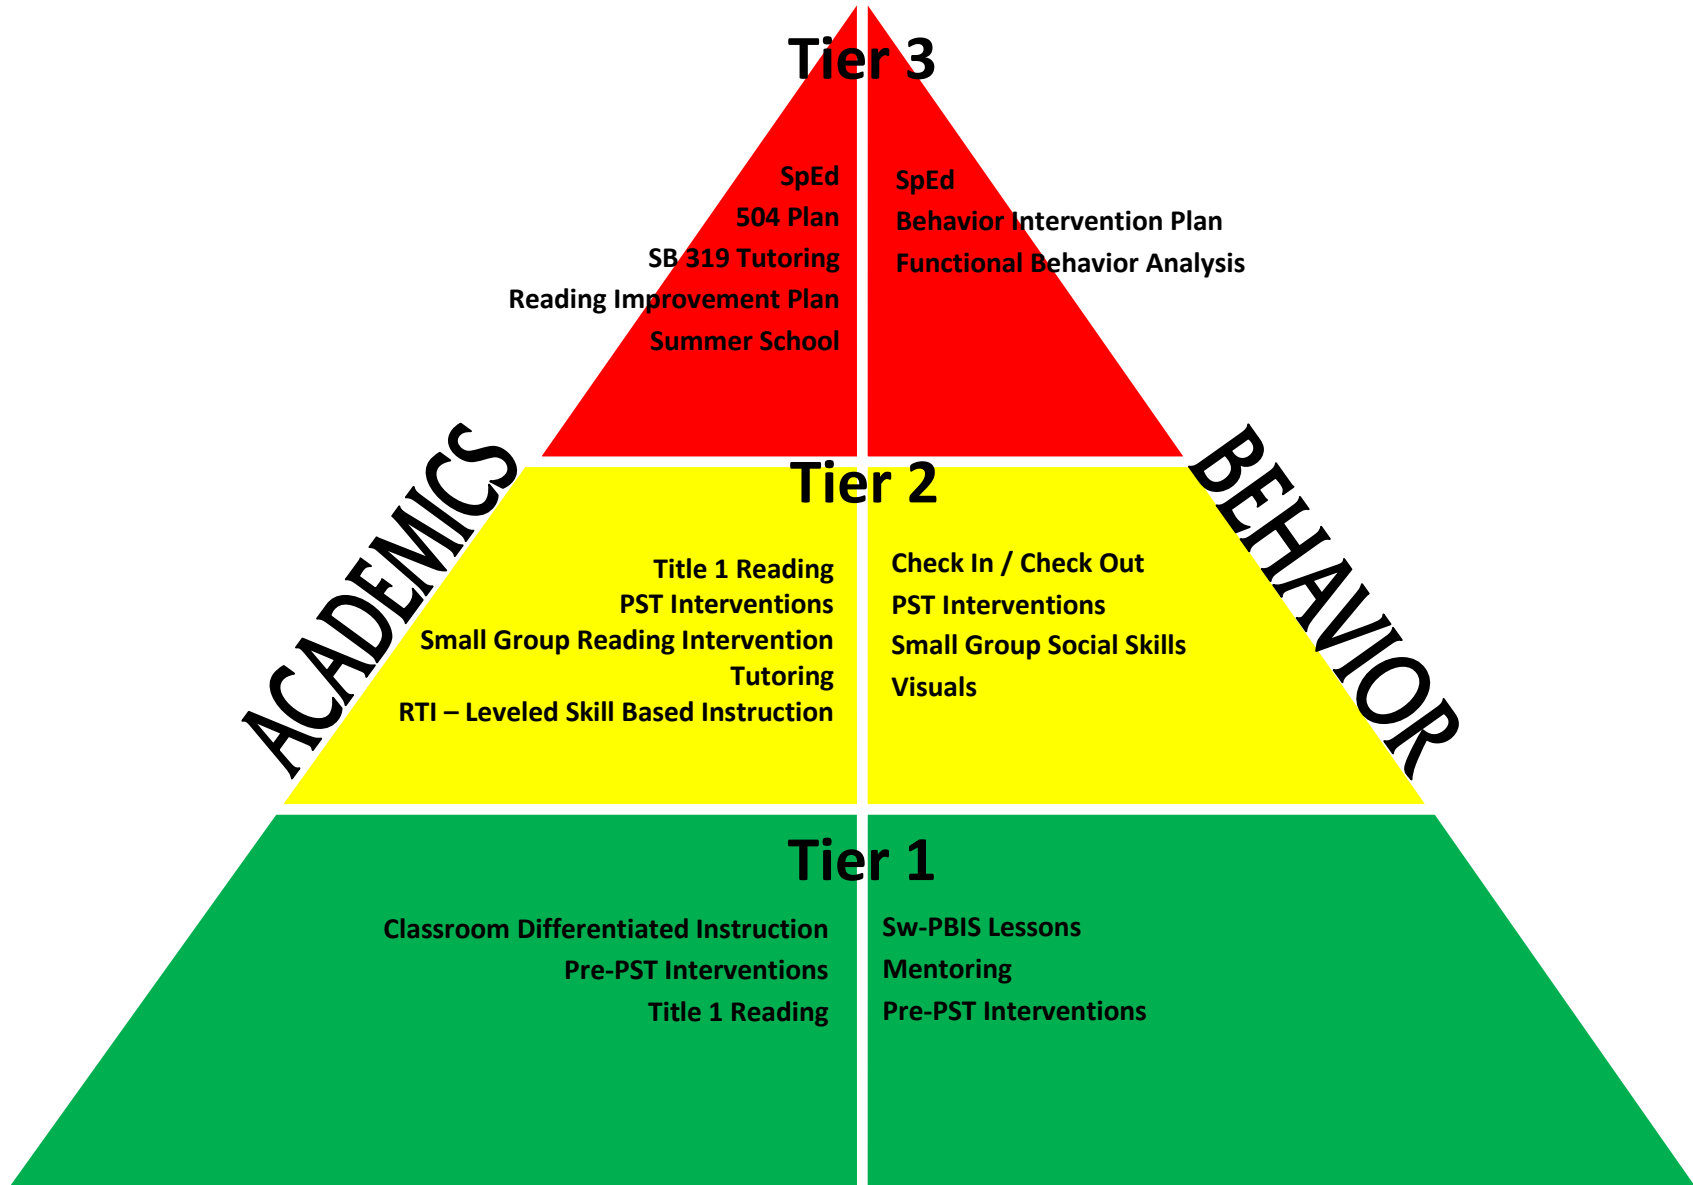 Tier 3
SpEd
504 Plan
SB 319 Tutoring
Reading Improvement Plan
Summer School
SpEd
Behavior Intervention Plan
Functional Behavior Analysis
ACADEMICS
BEHAVIOR
Tier 2
Title 1 Reading
PST Interventions
Small Group Reading Intervention
Tutoring
RTI – Leveled Skill Based Instruction
Check In / Check Out
PST Interventions
Small Group Social Skills
Visuals
Tier 1
Classroom Differentiated Instruction
Pre-PST Interventions
Title 1 Reading
Sw-PBIS Lessons
Mentoring
Pre-PST Interventions